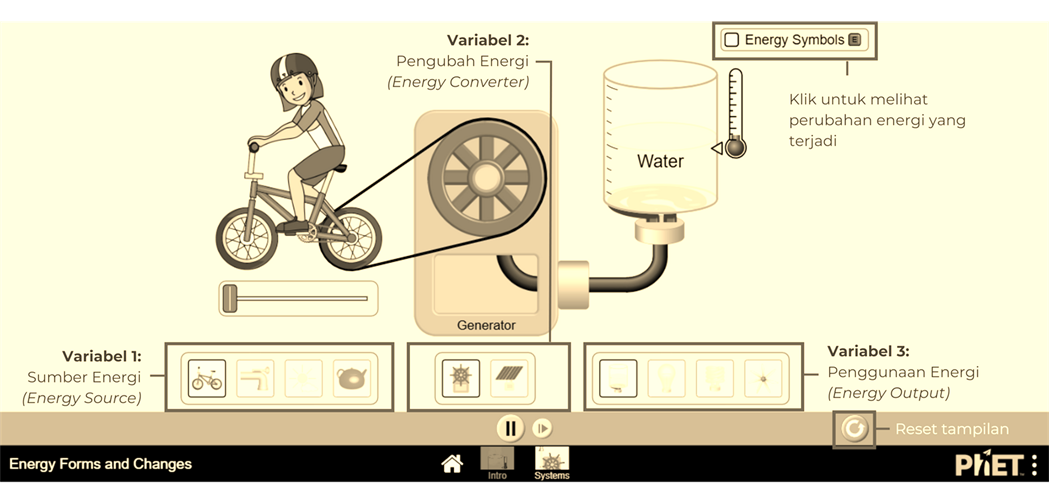 Variabel 2:
Pengubah Energi
(Energy Converter)
Energy Symbols E
Klik untuk melihat
perubahan energi yang
terjadi
Water
Generator
Variabel 1:
Sumber Energi
(Energy Source)
Variabel 3:
Penggunaan Energi
(Energy Output)
Reset tampilan
Energy Forms and Changes
Intro
Systems
PhET